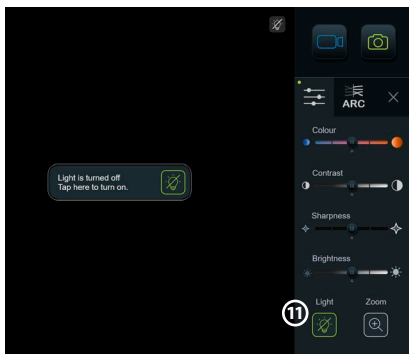 ARC
Colour
Light is turned off
Tap here to turn on.
Contrast
Sharpness
Brightness
11
Light
Zoom